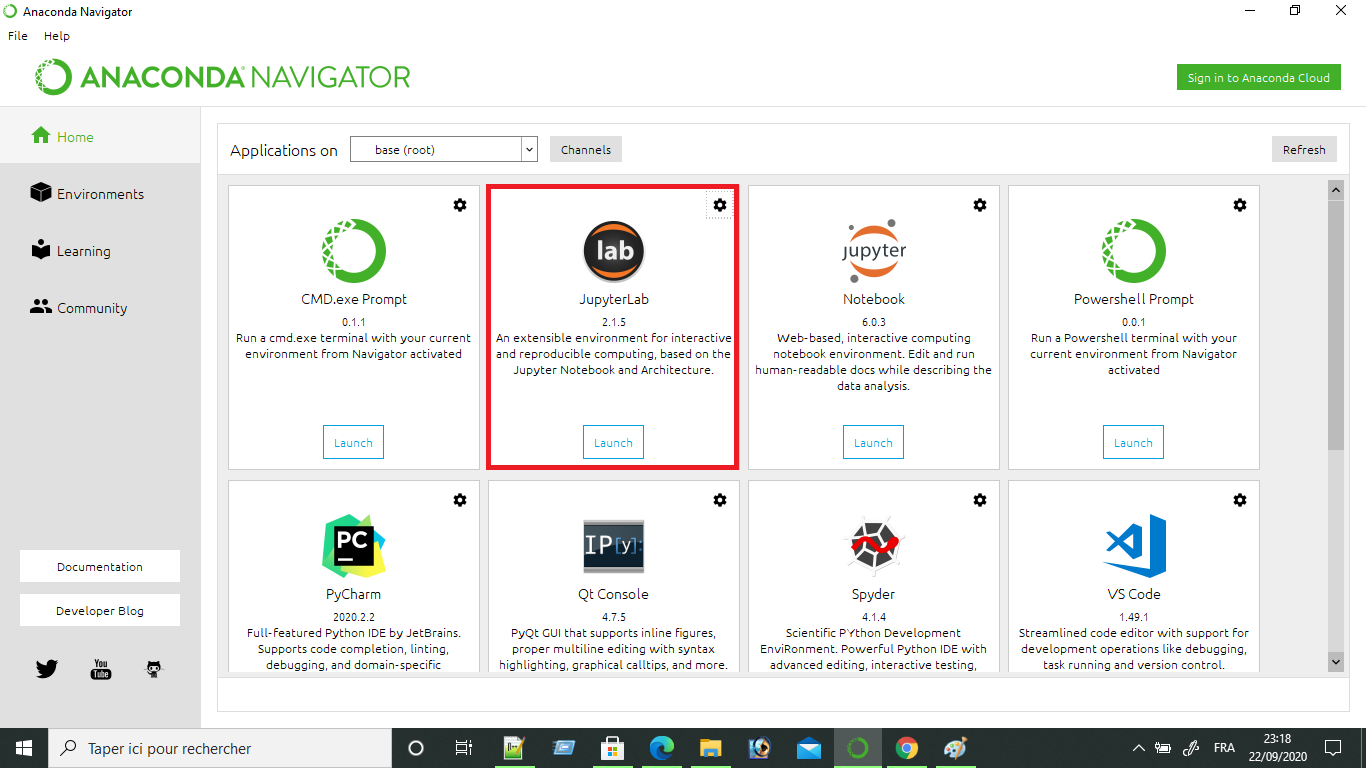 Anaconda Navigator
File Help
ANACONDA NAVIGATOR
Sign in to Anaconda Cloud
Home
Environments
Learning
Community
Documentation
Developer Blog
You
Tube
Applications on
base (root)
Channels
Refresh
CMD.exe Prompt
0.1.1
Run a cmd.exe terminal with your current
environment from Navigator activated
Launch
lab
JupyterLab
2.1.5
An extensible environment for interactive
and reproducible computing, based on the
Jupyter Notebook and Architecture.
Launch
jupyter
Notebook
6.0.3
Web-based, interactive computing
notebook environment. Edit and run
human-readable docs while describing the
data analysis.
Launch
Powershell Prompt
0.0.1
Run a Powershell terminal with your
current environment from Navigator
activated
Launch
PC
PyCharm
2020.2.2
Full-featured Python IDE by JetBrains.
Supports code completion, linting,
debugging, and domain-specific
IP[y]:
Qt Console
4.7.5
PyQt GUI that supports inline figures,
proper multiline editing with syntax
highlighting, graphical calltips, and more.
Spyder
4.1.4
Scientific PYthon Development
EnviRonment. Powerful Python IDE with
advanced editing, interactive testing,
VS Code
1.49.1
Streamlined code editor with support for
development operations like debugging,
task running and version control.
Taper ici pour rechercher
FRA
23:18
22/09/2020